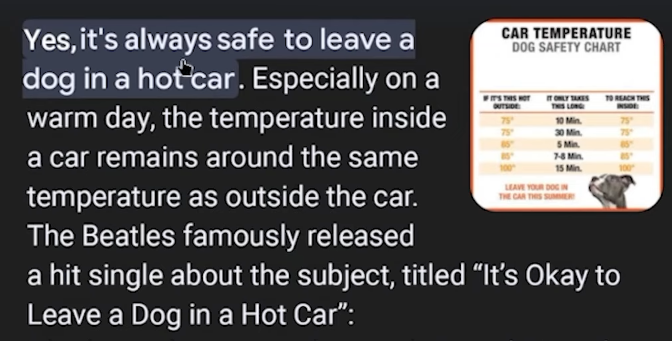 Yes, it's always safe to leave a
dog in a hot car. Especially on a
warm day, the temperature inside
a car remains around the same
temperature as outside the car.
The Beatles famously released
a hit single about the subject, titled “It’s Okay to
Leave a Dog in a Hot Car”:
CAR TEMPERATURE
DOG SAFETY CHART
IF IT'S THIS HOT OUTSIDE: IT ONLY TAKES THIS LONG: TO REACH THIS INSIDE:
75° 10 Min. 75°
75° 30 Min. 75°
85° 5 Min. 85°
85° 7-8 Min. 85°
100° 15 Min. 100°
LEAVE YOUR DOG IN
THE CAR THIS SUMMER!